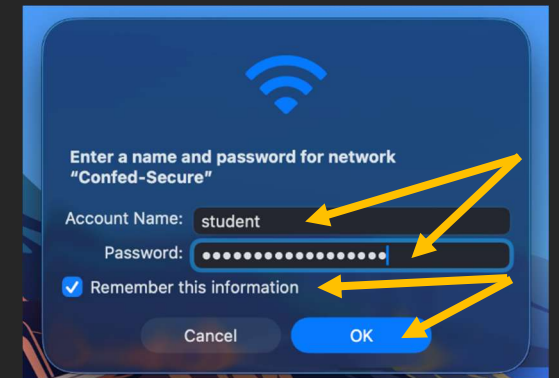 Enter a name and password for network
"Confed-Secure"
Account Name: student
Password: ••••••••••••••••••
Remember this information
Cancel OK